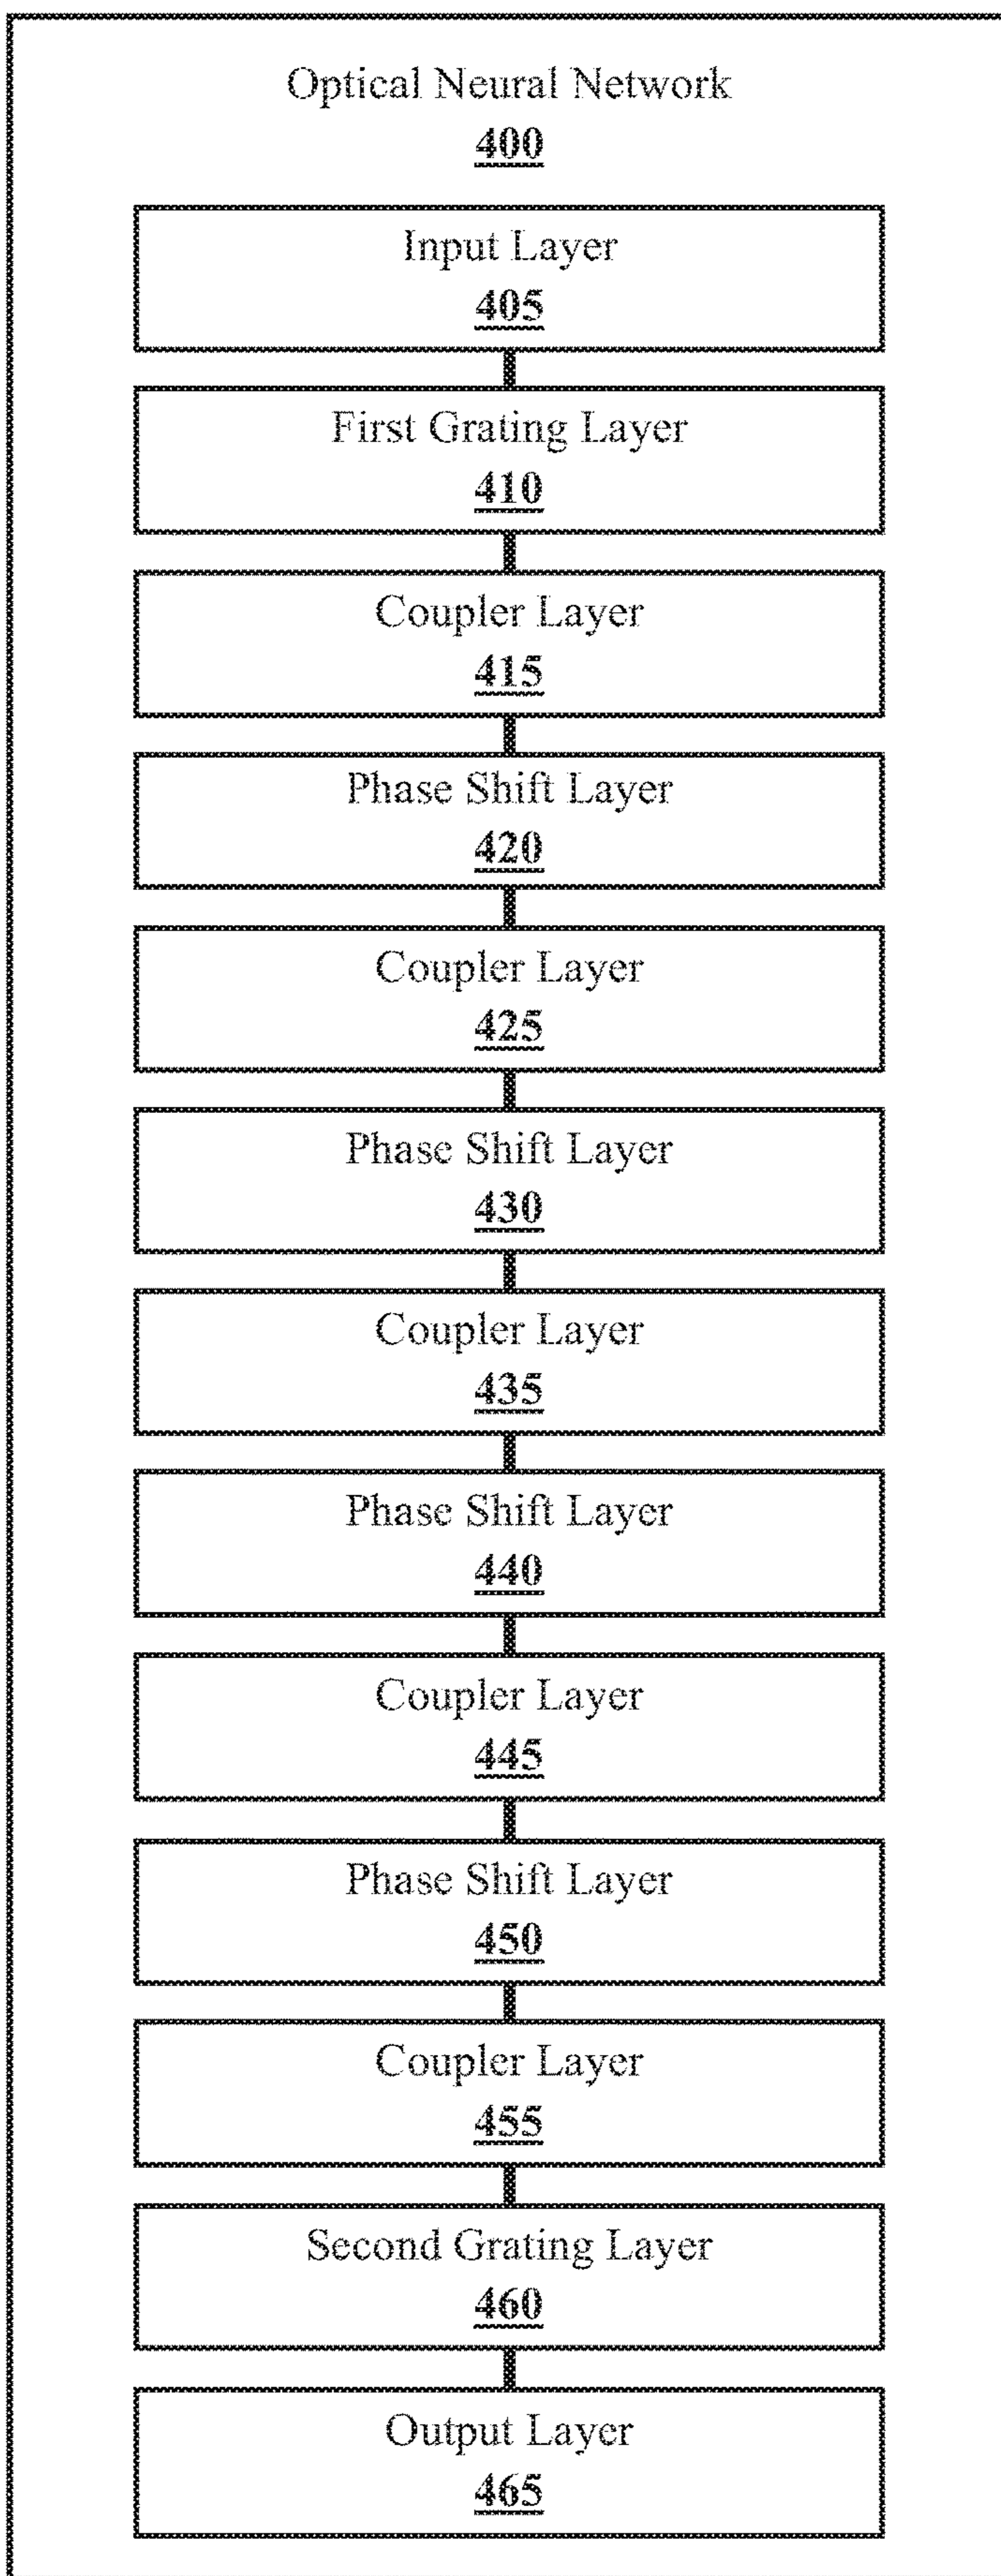 Optical Neural Network
400
Input Layer
405
First Grating Layer
410
Coupler Layer
415
Phase Shift Layer
420
Coupler Layer
425
Phase Shift Layer
430
Coupler Layer
435
Phase Shift Layer
440
Coupler Layer
445
Phase Shift Layer
450
Coupler Layer
455
Second Grating Layer
460
Output Layer
465